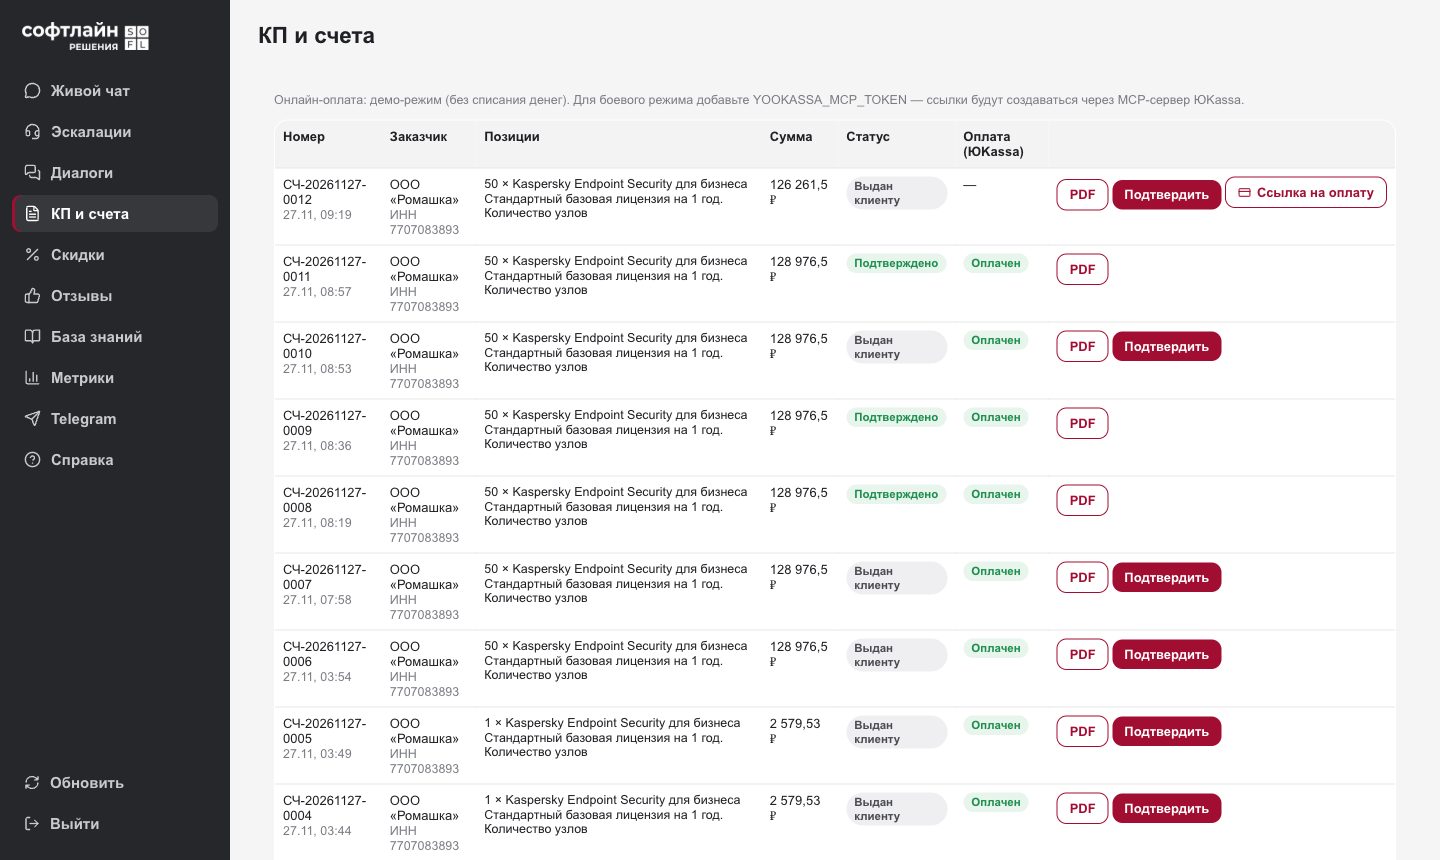 софтлайн SO
РЕШЕНИЯ FL
Живой чат
Эскалации
Диалоги
КП и счета
Скидки
Отзывы
База знаний
Метрики
Telegram
Справка
Обновить
Выйти
КП и счета
Онлайн-оплата: демо-режим (без списания денег). Для боевого режима добавьте YOOKASSA_MCP_TOKEN — ссылки будут создаваться через MCP-сервер ЮKassa.
Номер Заказчик Позиции Сумма Статус Оплата
(ЮKassa)
СЧ-20261127- ООО 50 × Kaspersky Endpoint Security для бизнеса 126 261,5 Выдан — PDF Подтвердить Ссылка на оплату
0012 «Ромашка» Стандартный базовая лицензия на 1 год. ₽ клиенту
27.11, 09:19 ИНН Количество узлов
7707083893
СЧ-20261127- ООО 50 × Kaspersky Endpoint Security для бизнеса 128 976,5 Подтверждено Оплачен PDF
0011 «Ромашка» Стандартный базовая лицензия на 1 год. ₽
27.11, 08:57 ИНН Количество узлов
7707083893
СЧ-20261127- ООО 50 × Kaspersky Endpoint Security для бизнеса 128 976,5 Выдан Оплачен PDF Подтвердить
0010 «Ромашка» Стандартный базовая лицензия на 1 год. ₽ клиенту
27.11, 08:53 ИНН Количество узлов
7707083893
СЧ-20261127- ООО 50 × Kaspersky Endpoint Security для бизнеса 128 976,5 Подтверждено Оплачен PDF
0009 «Ромашка» Стандартный базовая лицензия на 1 год. ₽
27.11, 08:36 ИНН Количество узлов
7707083893
СЧ-20261127- ООО 50 × Kaspersky Endpoint Security для бизнеса 128 976,5 Подтверждено Оплачен PDF
0008 «Ромашка» Стандартный базовая лицензия на 1 год. ₽
27.11, 08:19 ИНН Количество узлов
7707083893
СЧ-20261127- ООО 50 × Kaspersky Endpoint Security для бизнеса 128 976,5 Выдан Оплачен PDF Подтвердить
0007 «Ромашка» Стандартный базовая лицензия на 1 год. ₽ клиенту
27.11, 07:58 ИНН Количество узлов
7707083893
СЧ-20261127- ООО 50 × Kaspersky Endpoint Security для бизнеса 128 976,5 Выдан Оплачен PDF Подтвердить
0006 «Ромашка» Стандартный базовая лицензия на 1 год. ₽ клиенту
27.11, 03:54 ИНН Количество узлов
7707083893
СЧ-20261127- ООО 1 × Kaspersky Endpoint Security для бизнеса 2 579,53 Выдан Оплачен PDF Подтвердить
0005 «Ромашка» Стандартный базовая лицензия на 1 год. ₽ клиенту
27.11, 03:49 ИНН Количество узлов
7707083893
СЧ-20261127- ООО 1 × Kaspersky Endpoint Security для бизнеса 2 579,53 Выдан Оплачен PDF Подтвердить
0004 «Ромашка» Стандартный базовая лицензия на 1 год. ₽ клиенту
27.11, 03:44 ИНН Количество узлов
7707083893